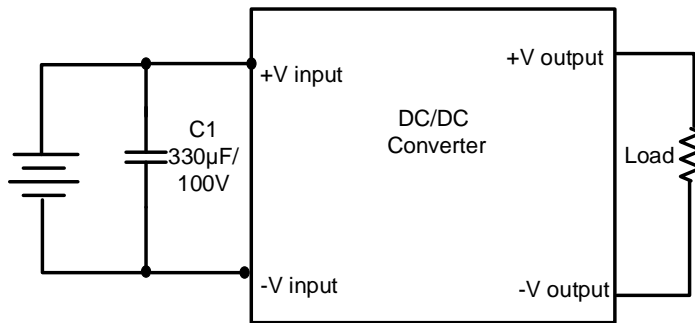 +V input
+V output
C1
330µF/
100V
DC/DC
Converter
Load
-V input
-V output